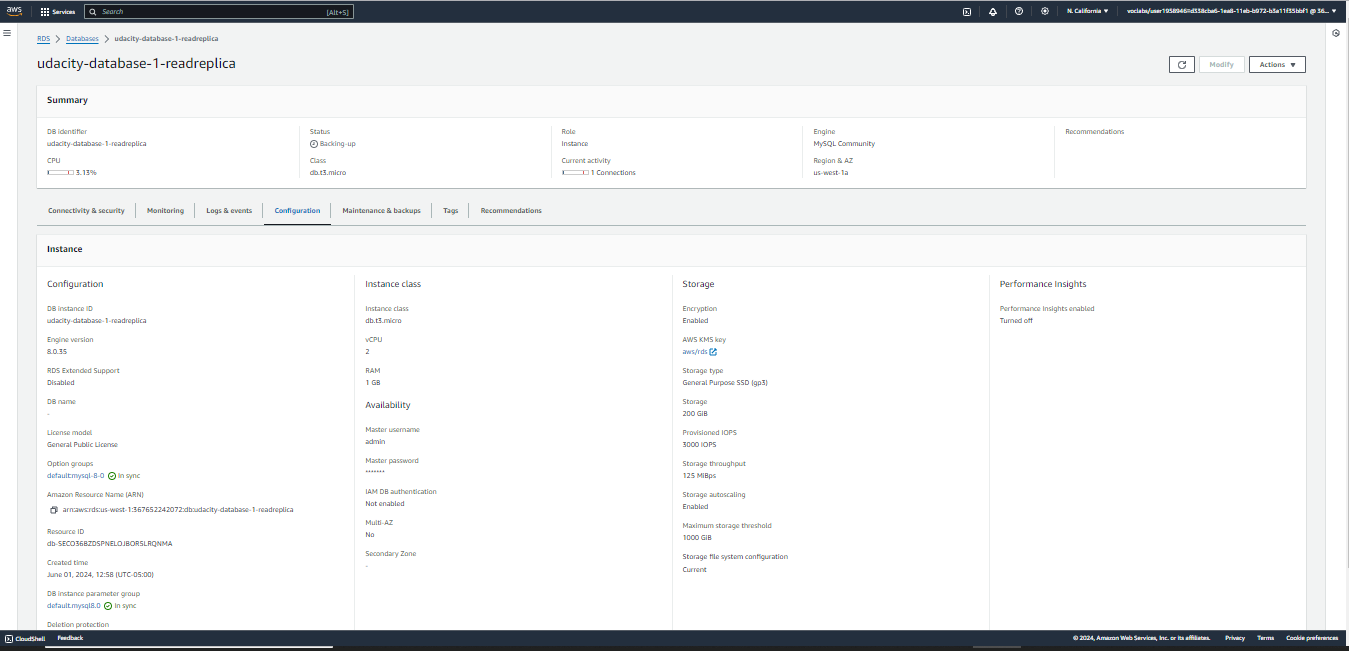 aws Services Search [Alt+S] N. California voclabs/user1958946=d338cba6-1ea8-11eb-b972-b3a11f35bbf1 @ 36...
RDS > Databases > udacity-database-1-readreplica
udacity-database-1-readreplica
Modify Actions
Summary
DB identifier
udacity-database-1-readreplica
CPU
3.13%
Status
Backing-up
Class
db.t3.micro
Role
Instance
Current activity
1 Connections
Engine
MySQL Community
Region & AZ
us-west-1a
Recommendations
Connectivity & security Monitoring Logs & events Configuration Maintenance & backups Tags Recommendations
Instance
Configuration
DB instance ID
udacity-database-1-readreplica
Engine version
8.0.35
RDS Extended Support
Disabled
DB name
-
License model
General Public License
Option groups
default:mysql-8-0 In sync
Amazon Resource Name (ARN)
arn:aws:rds:us-west-1:367652242072:db:udacity-database-1-readreplica
Resource ID
Created time
June 01, 2024, 12:58 (UTC-05:00)
DB instance parameter group
default.mysql8.0 In sync
Deletion protection
Instance class
Instance class
db.t3.micro
vCPU
2
RAM
1 GB
Availability
Master username
admin
Master password
*******
IAM DB authentication
Not enabled
Multi-AZ
No
Secondary Zone
-
Storage
Encryption
Enabled
AWS KMS key
aws/rds
Storage type
General Purpose SSD (gp3)
Storage
200 GiB
Provisioned IOPS
3000 IOPS
Storage throughput
125 MiBps
Storage autoscaling
Enabled
Maximum storage threshold
1000 GiB
Storage file system configuration
Current
Performance Insights
Performance Insights enabled
Turned off
CloudShell Feedback © 2024, Amazon Web Services, Inc. or its affiliates. Privacy Terms Cookie preferences